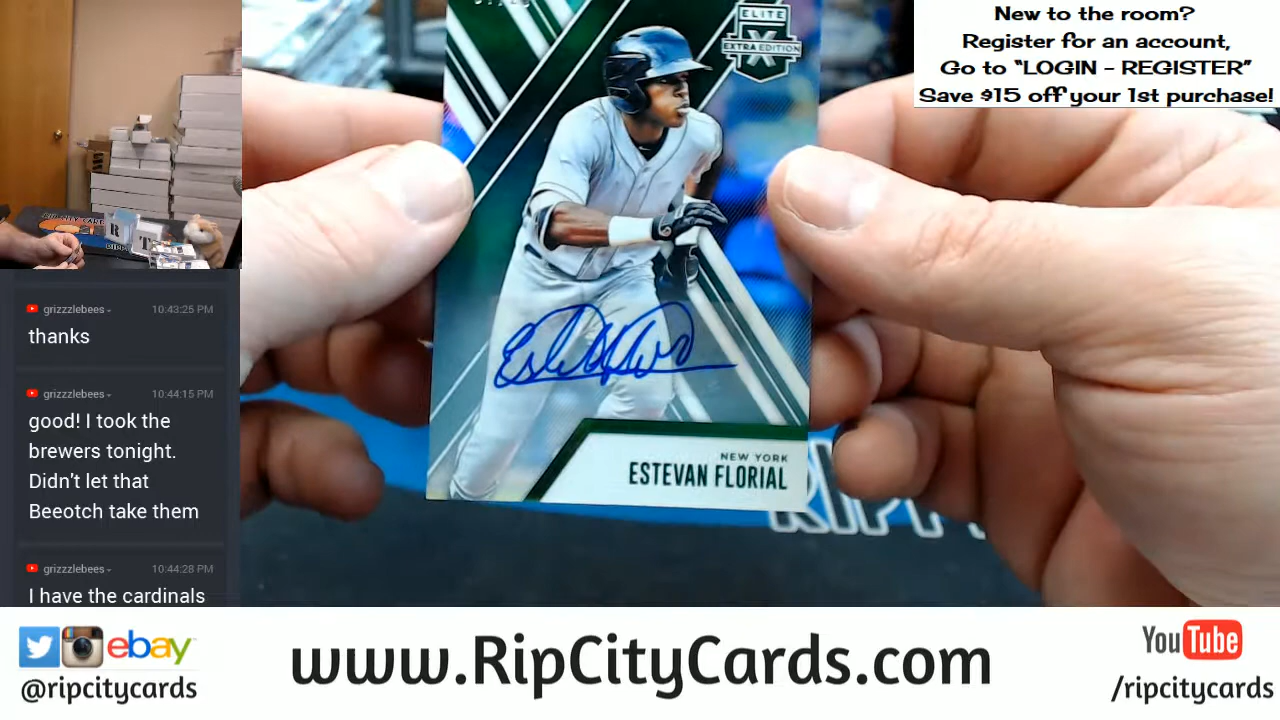 New to the room?
Register for an account,
Go to “LOGIN - REGISTER”
Save $15 off your 1st purchase!
ELITE
X
EXTRA EDITION
NEW YORK
ESTEVAN FLORIAL
RIP CITY CARDS
R
grizzzlebees
10:43:25 PM
thanks
grizzzlebees
10:44:15 PM
good! I took the
brewers tonight.
Didn't let that
Beeotch take them
grizzzlebees
10:44:28 PM
I have the cardinals
ebay
@ripcitycards
www.RipCityCards.com
YouTube
/ripcitycards